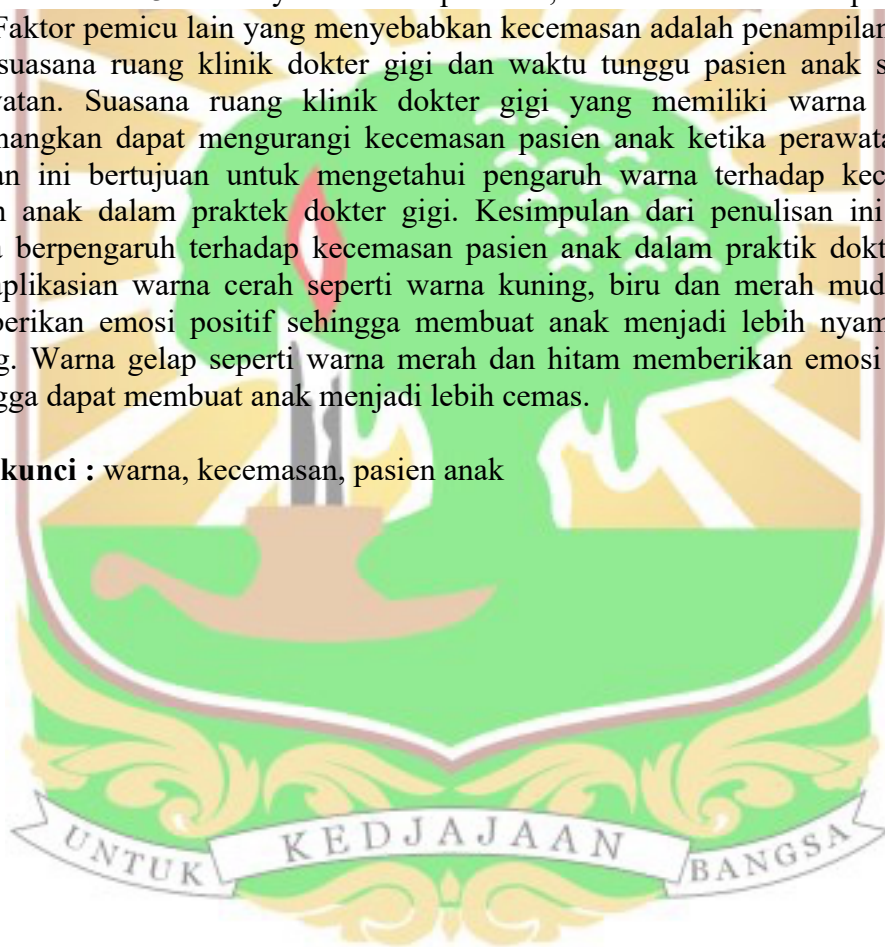 Faktor pemicu lain yang menyebabkan kecemasan adalah penampilan
suasana ruang klinik dokter gigi dan waktu tunggu pasien anak s
watan. Suasana ruang klinik dokter gigi yang memiliki warna
nangkan dapat mengurangi kecemasan pasien anak ketika perawata
an ini bertujuan untuk mengetahui pengaruh warna terhadap kec
n anak dalam praktek dokter gigi. Kesimpulan dari penulisan ini
a berpengaruh terhadap kecemasan pasien anak dalam praktik dokt
aplikasian warna cerah seperti warna kuning, biru dan merah mud
berikan emosi positif sehingga membuat anak menjadi lebih nyam
g. Warna gelap seperti warna merah dan hitam memberikan emosi
gga dapat membuat anak menjadi lebih cemas.
kunci : warna, kecemasan, pasien anak
UNTUK KEDJAJAAN BANGSA